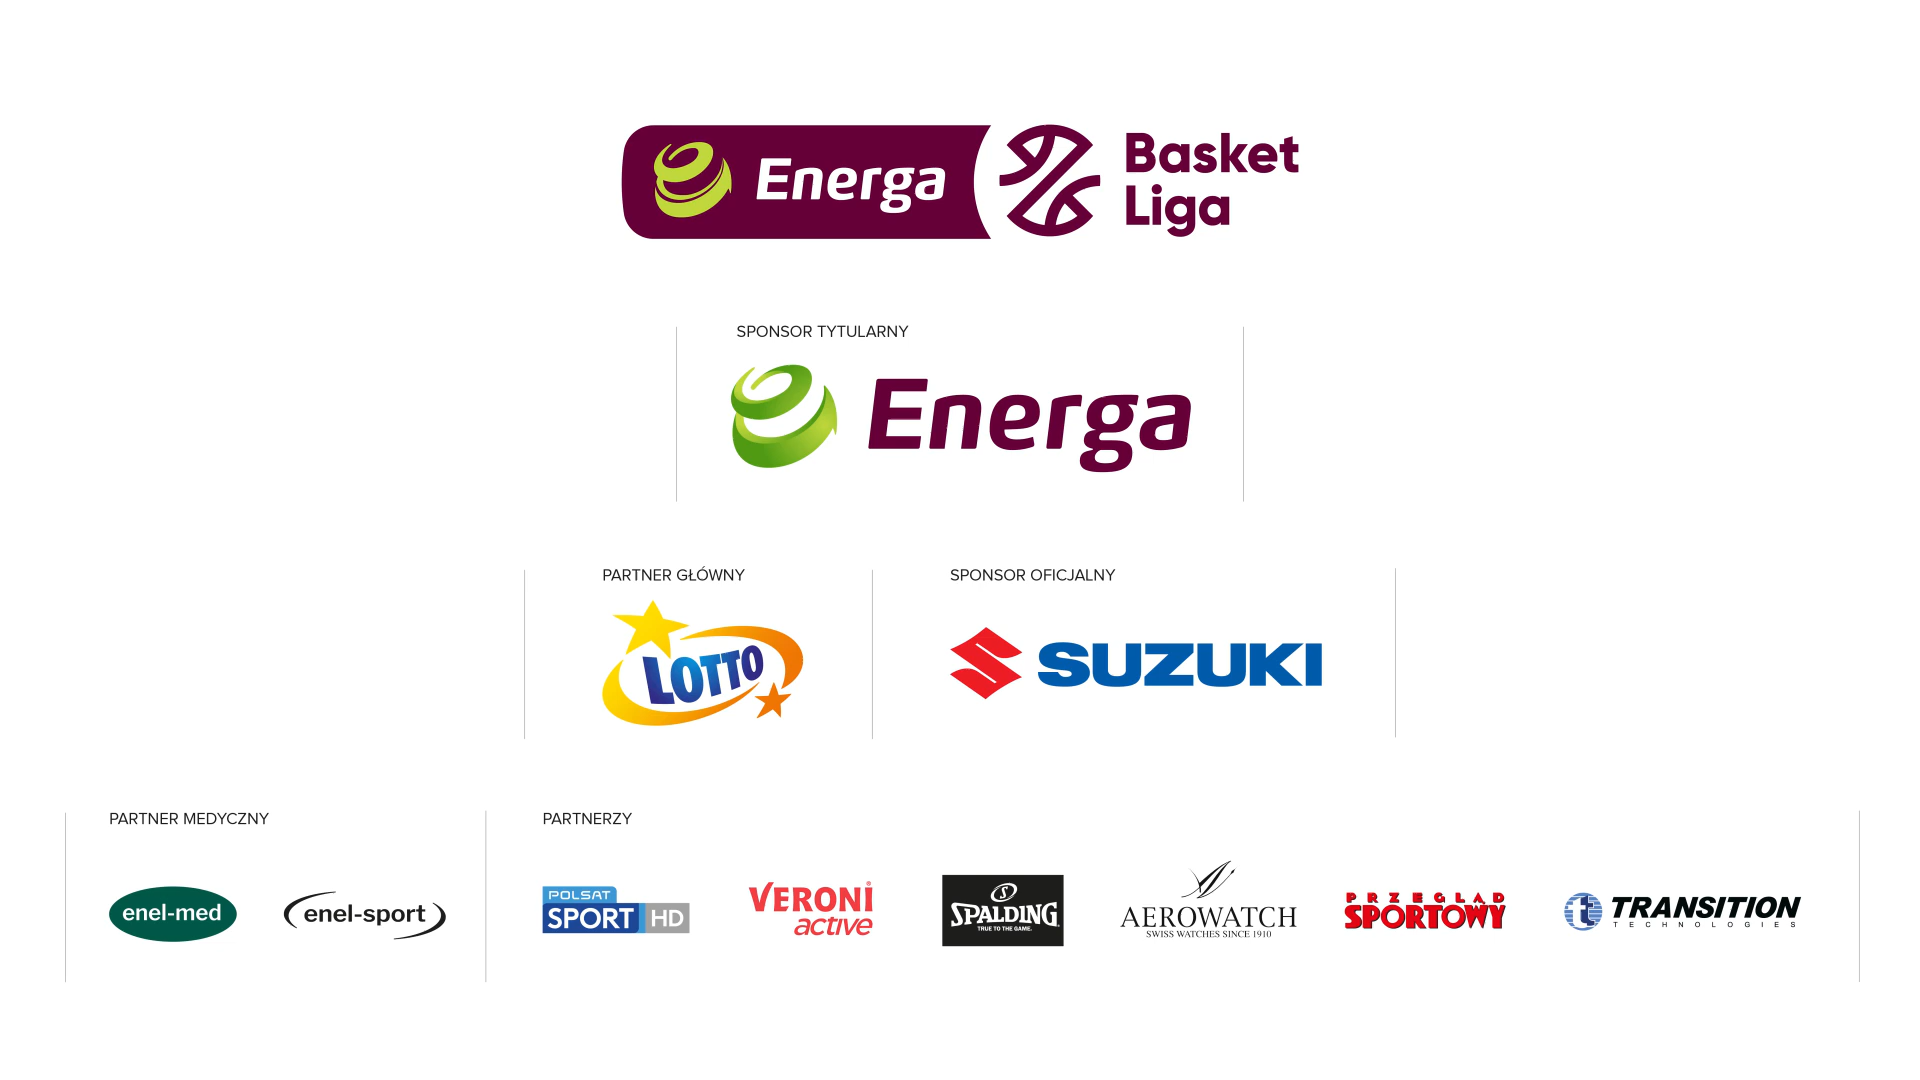 Energa
Basket
Liga
SPONSOR TYTULARNY
Energa
PARTNER GŁÓWNY
LOTTO
SPONSOR OFICJALNY
SUZUKI
PARTNER MEDYCZNY
enel-med
enel-sport
PARTNERZY
POLSAT
SPORT HD
VERONI®
active
SPALDING
TRUE TO THE GAME.
AEROWATCH
SWISS WATCHES SINCE 1910
PRZEGLĄD
SPORTOWY
TRANSITION
TECHNOLOGIES